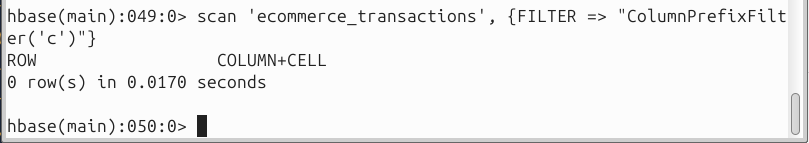 hbase(main):049:0> scan 'ecommerce_transactions', {FILTER => "ColumnPrefixFilt
er('c')"}
ROW                   COLUMN+CELL
0 row(s) in 0.0170 seconds
hbase(main):050:0>